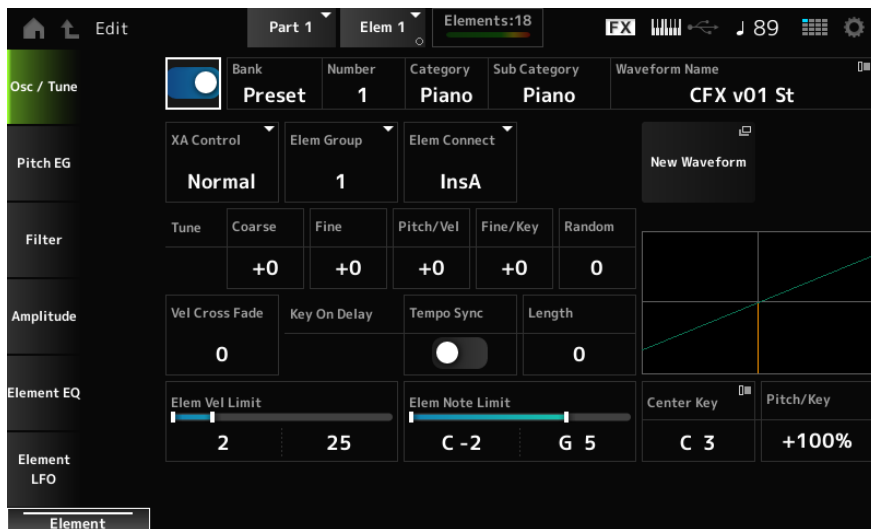 Edit Part 1 Elem 1 Elements:18 FX ♩ 89
Osc / Tune
Bank Number Category Sub Category Waveform Name
Preset 1 Piano Piano CFX v01 St
Pitch EG
XA Control Elem Group Elem Connect
Normal 1 InsA New Waveform
Filter
Tune Coarse Fine Pitch/Vel Fine/Key Random
+0 +0 +0 +0 0
Amplitude
Vel Cross Fade Key On Delay Tempo Sync Length
0 0
Element EQ
Elem Vel Limit Elem Note Limit Center Key Pitch/Key
2 25 C -2 G 5 C 3 +100%
Element
LFO
Element